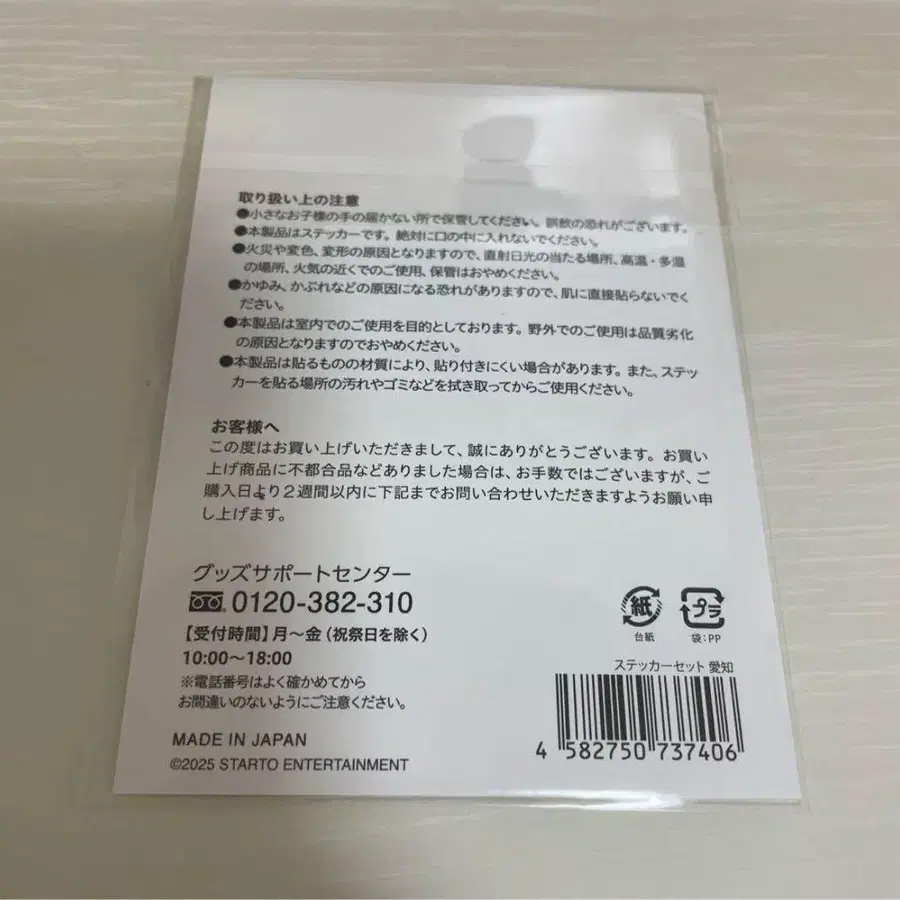 取り扱い上の注意
●小さなお子様の手の届かない所で保管してください。誤飲の恐れがございます。
●本製品はステッカーです。絶対に口の中に入れないでください。
●火災や変色、変形の原因となりますので、直射日光の当たる場所、高温・多湿
の場所、火気の近くでのご使用、保管はおやめください。
●かゆみ、かぶれなどの原因になる恐れがありますので、肌に直接貼らないでく
ださい。
●本製品は室内でのご使用を目的としております。野外でのご使用は品質劣化
の原因となりますのでおやめください。
●本製品は貼るものの材質により、貼り付きにくい場合があります。また、ステッ
カーを貼る場所の汚れやゴミなどを拭き取ってからご使用ください。
お客様へ
この度はお買い上げいただきまして、誠にありがとうございます。お買い
上げ商品に不都合品などありました場合は、お手数ではございますが、ご
購入日より2週間以内に下記までお問い合わせいただきますようお願い申
し上げます。
グッズサポートセンター
0120-382-310
【受付時間】月〜金（祝祭日を除く）
10:00〜18:00
※電話番号はよく確かめてから
お間違いのないようにご注意ください。
MADE IN JAPAN
©2025 STARTO ENTERTAINMENT
紙
台紙
プラ
袋：PP
ステッカーセット 愛知
4 582750 737406